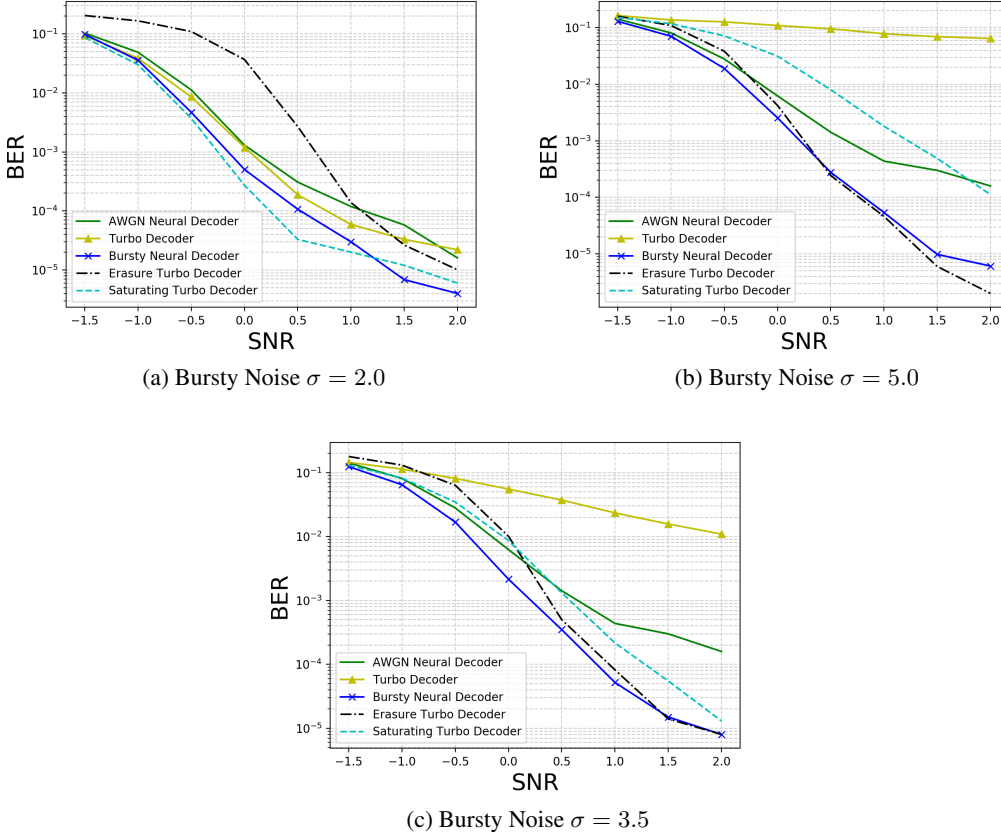 10⁻¹
10⁻²
10⁻³
10⁻⁴
10⁻⁵
BER
AWGN Neural Decoder
Turbo Decoder
Bursty Neural Decoder
Erasure Turbo Decoder
Saturating Turbo Decoder
−1.5 −1.0 −0.5 0.0 0.5 1.0 1.5 2.0
SNR
(a) Bursty Noise σ = 2.0
10⁻¹
10⁻²
10⁻³
10⁻⁴
10⁻⁵
BER
AWGN Neural Decoder
Turbo Decoder
Bursty Neural Decoder
Erasure Turbo Decoder
Saturating Turbo Decoder
−1.5 −1.0 −0.5 0.0 0.5 1.0 1.5 2.0
SNR
(b) Bursty Noise σ = 5.0
10⁻¹
10⁻²
10⁻³
10⁻⁴
10⁻⁵
BER
AWGN Neural Decoder
Turbo Decoder
Bursty Neural Decoder
Erasure Turbo Decoder
Saturating Turbo Decoder
−1.5 −1.0 −0.5 0.0 0.5 1.0 1.5 2.0
SNR
(c) Bursty Noise σ = 3.5